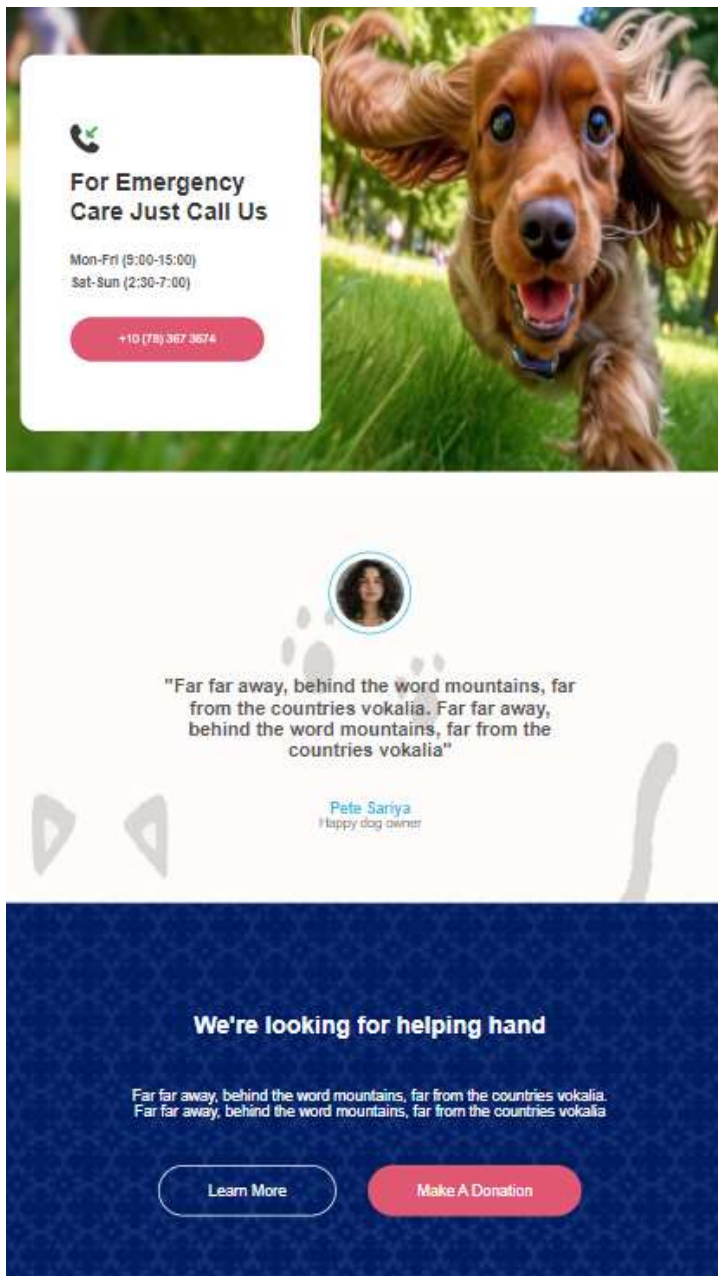 For Emergency
Care Just Call Us
Mon-Fri (9:00-15:00)
Sat-Sun (2:30-7:00)
+10 (78) 367 3674
"Far far away, behind the word mountains, far
from the countries vokalia. Far far away,
behind the word mountains, far from the
countries vokalia"
Pete Sariya
Happy dog owner
We're looking for helping hand
Far far away, behind the word mountains, far from the countries vokalia.
Far far away, behind the word mountains, far from the countries vokalia
Learn More
Make A Donation